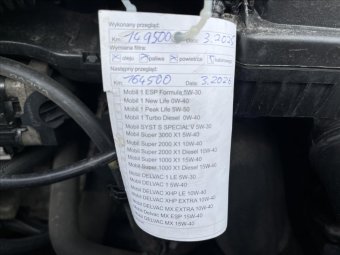 Wykonany przegląd:
Km 149500 Data 3.2025
Wymiana filtra:
oleju paliwa powietrza kabinowy
Następny przegląd:
Km 164500 Data 3.2026
Mobil 1 ESP Formula 5W-30
Mobil 1 New Life 0W-40
Mobil 1 Peak Life 5W-50
Mobil 1 Turbo Diesel 0W-40
Mobil SYST S SPECIAL V 5W-30
Mobil Super 3000 X1 5W-40
Mobil Super 2000 X1 10W-40
Mobil Super 2000 X1 Diesel 10W-40
Mobil Super 1000 X1 15W-40
Mobil Super 1000 X1 Diesel 15W-40
Mobil DELVAC 1 LE 5W-30
Mobil DELVAC 1 5W-40
Mobil DELVAC XHP LE 10W-40
Mobil DELVAC XHP EXTRA 10W-40
Mobil DELVAC MX EXTRA 10W-40
Mobil Delvac MX ESP 15W-40
Mobil DELVAC MX 15W-40